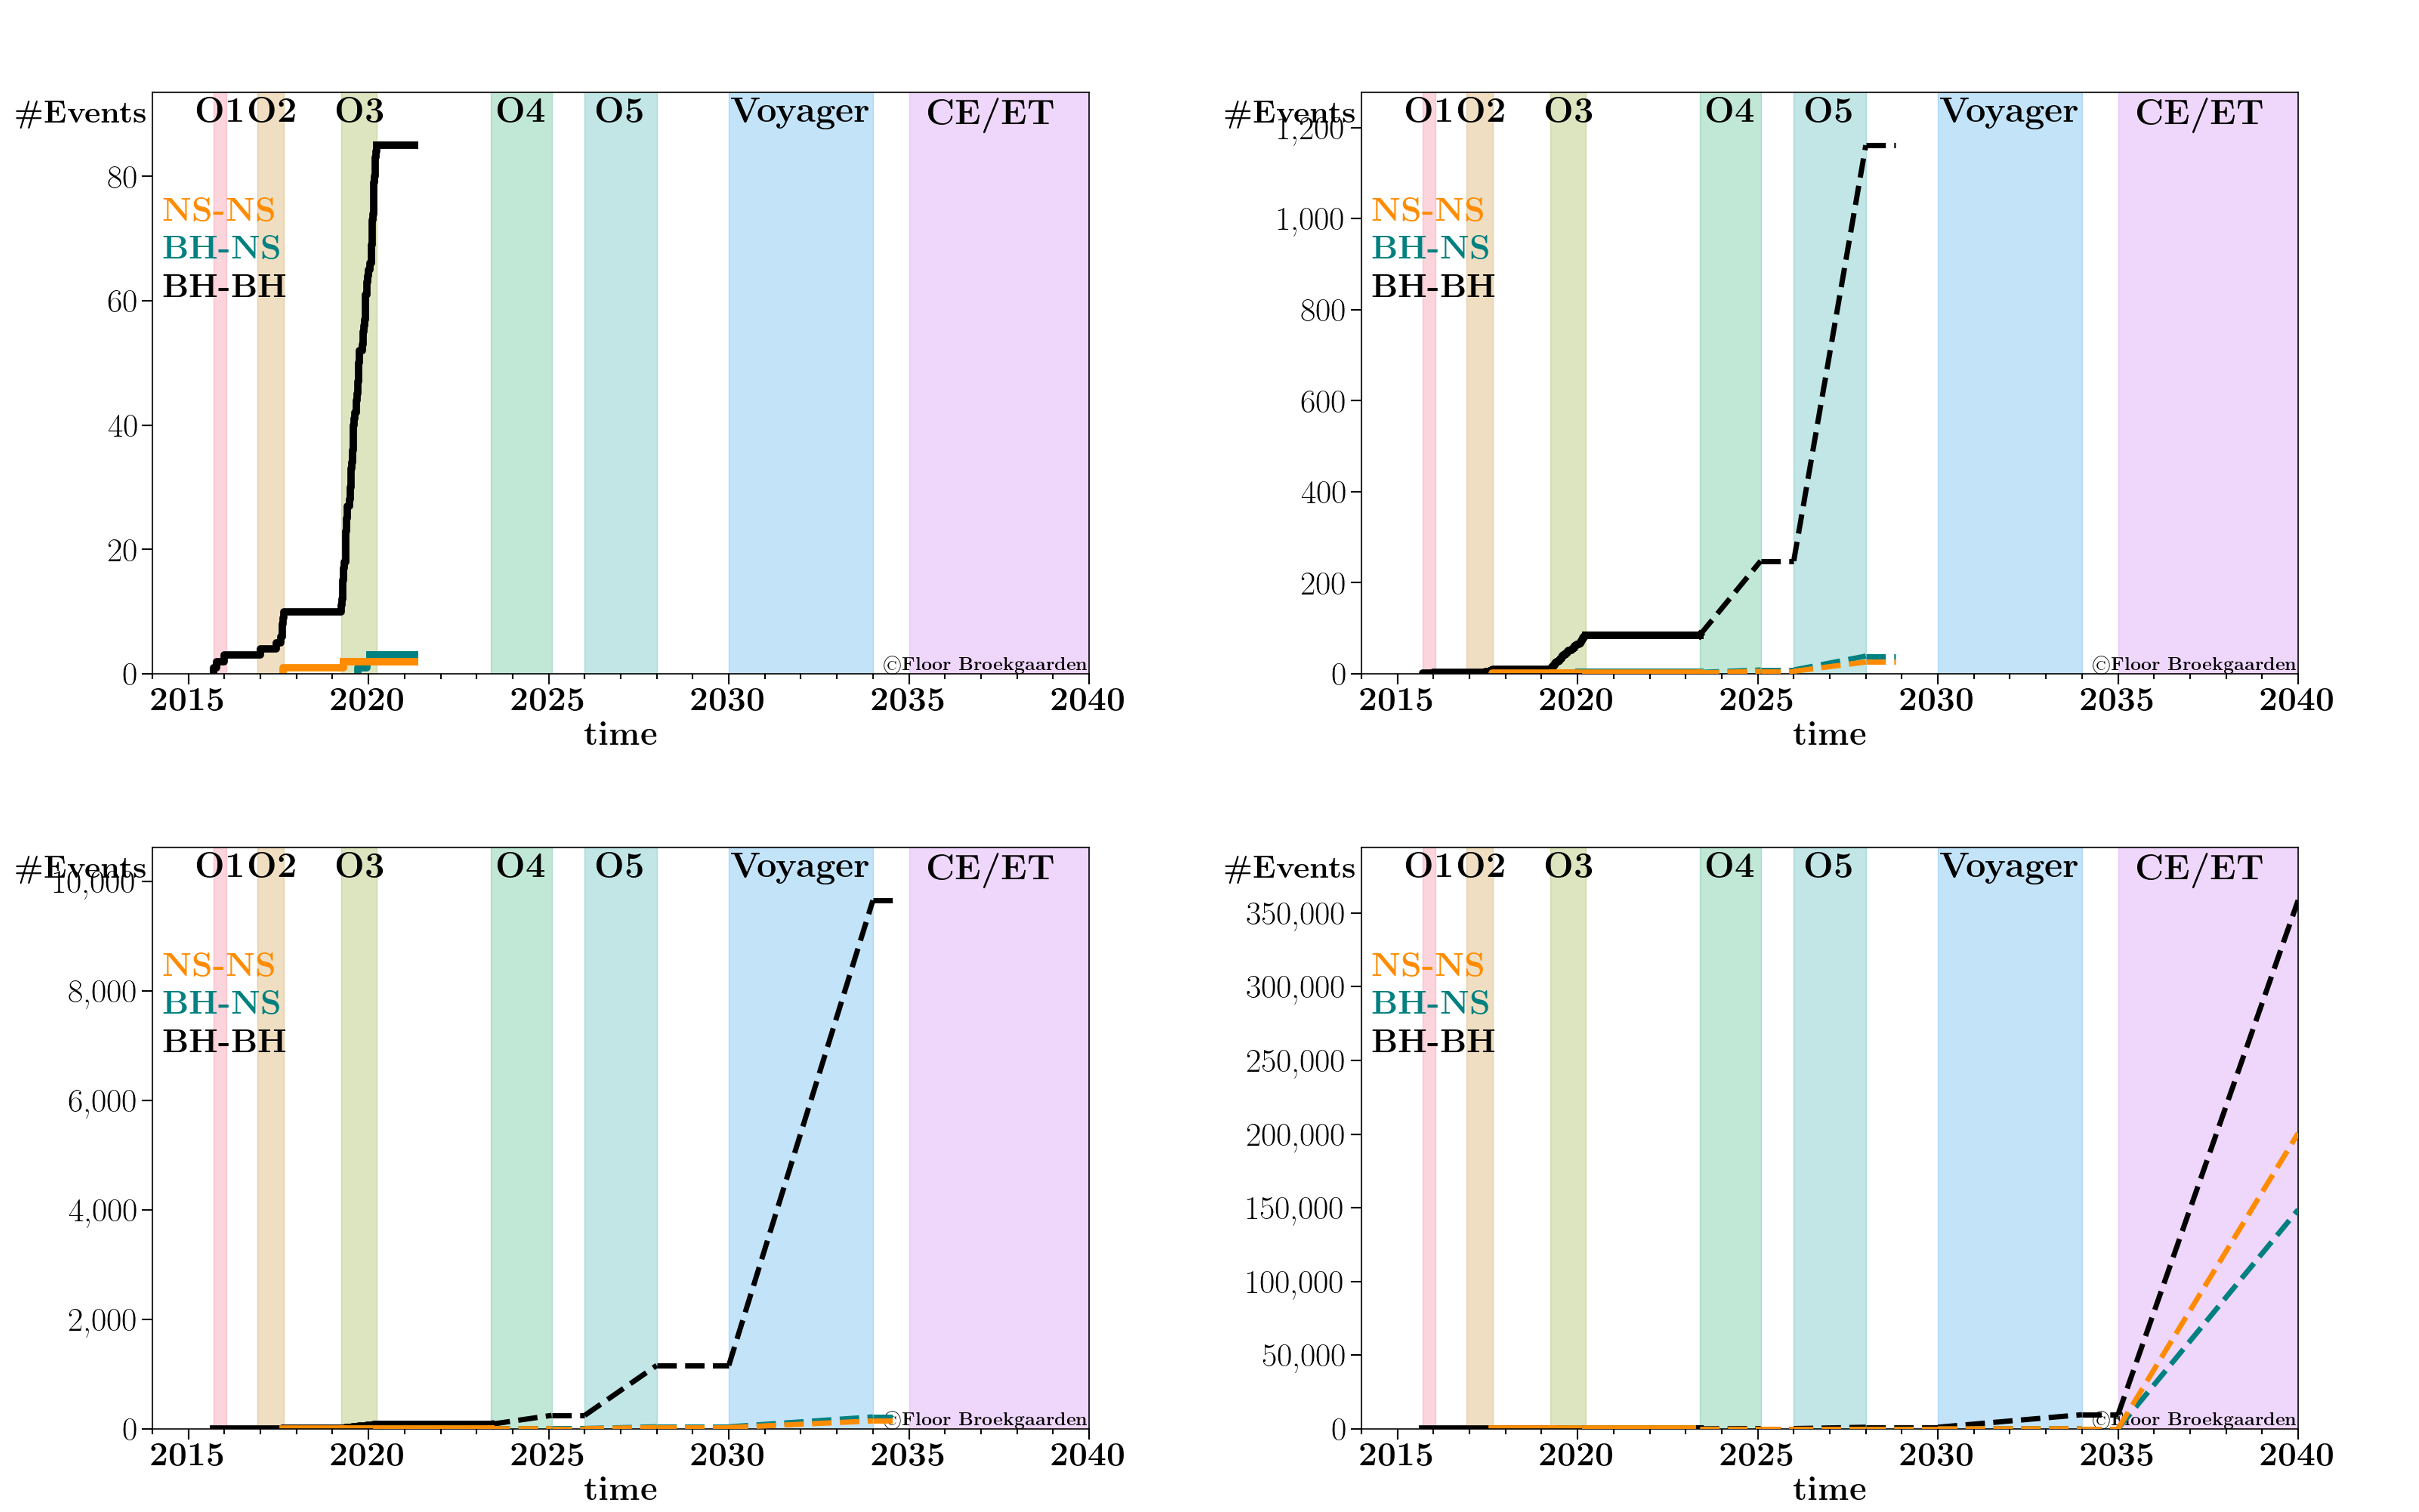 #Events O1 O2 O3 O4 O5 Voyager CE/ET
80
NS-NS
BH-NS
60
BH-BH
40
20
0
©Floor Broekgaarden
2015 2020 2025 2030 2035 2040
time
#Events O1 O2 O3 O4 O5 Voyager CE/ET
1,200
1,000
NS-NS
BH-NS
BH-BH
800
600
400
200
0
©Floor Broekgaarden
2015 2020 2025 2030 2035 2040
time
#Events O1 O2 O3 O4 O5 Voyager CE/ET
10,000
NS-NS
8,000
BH-NS
BH-BH
6,000
4,000
2,000
0
©Floor Broekgaarden
2015 2020 2025 2030 2035 2040
time
#Events O1 O2 O3 O4 O5 Voyager CE/ET
350,000
NS-NS
300,000
BH-NS
BH-BH
250,000
200,000
150,000
100,000
50,000
0
©Floor Broekgaarden
2015 2020 2025 2030 2035 2040
time